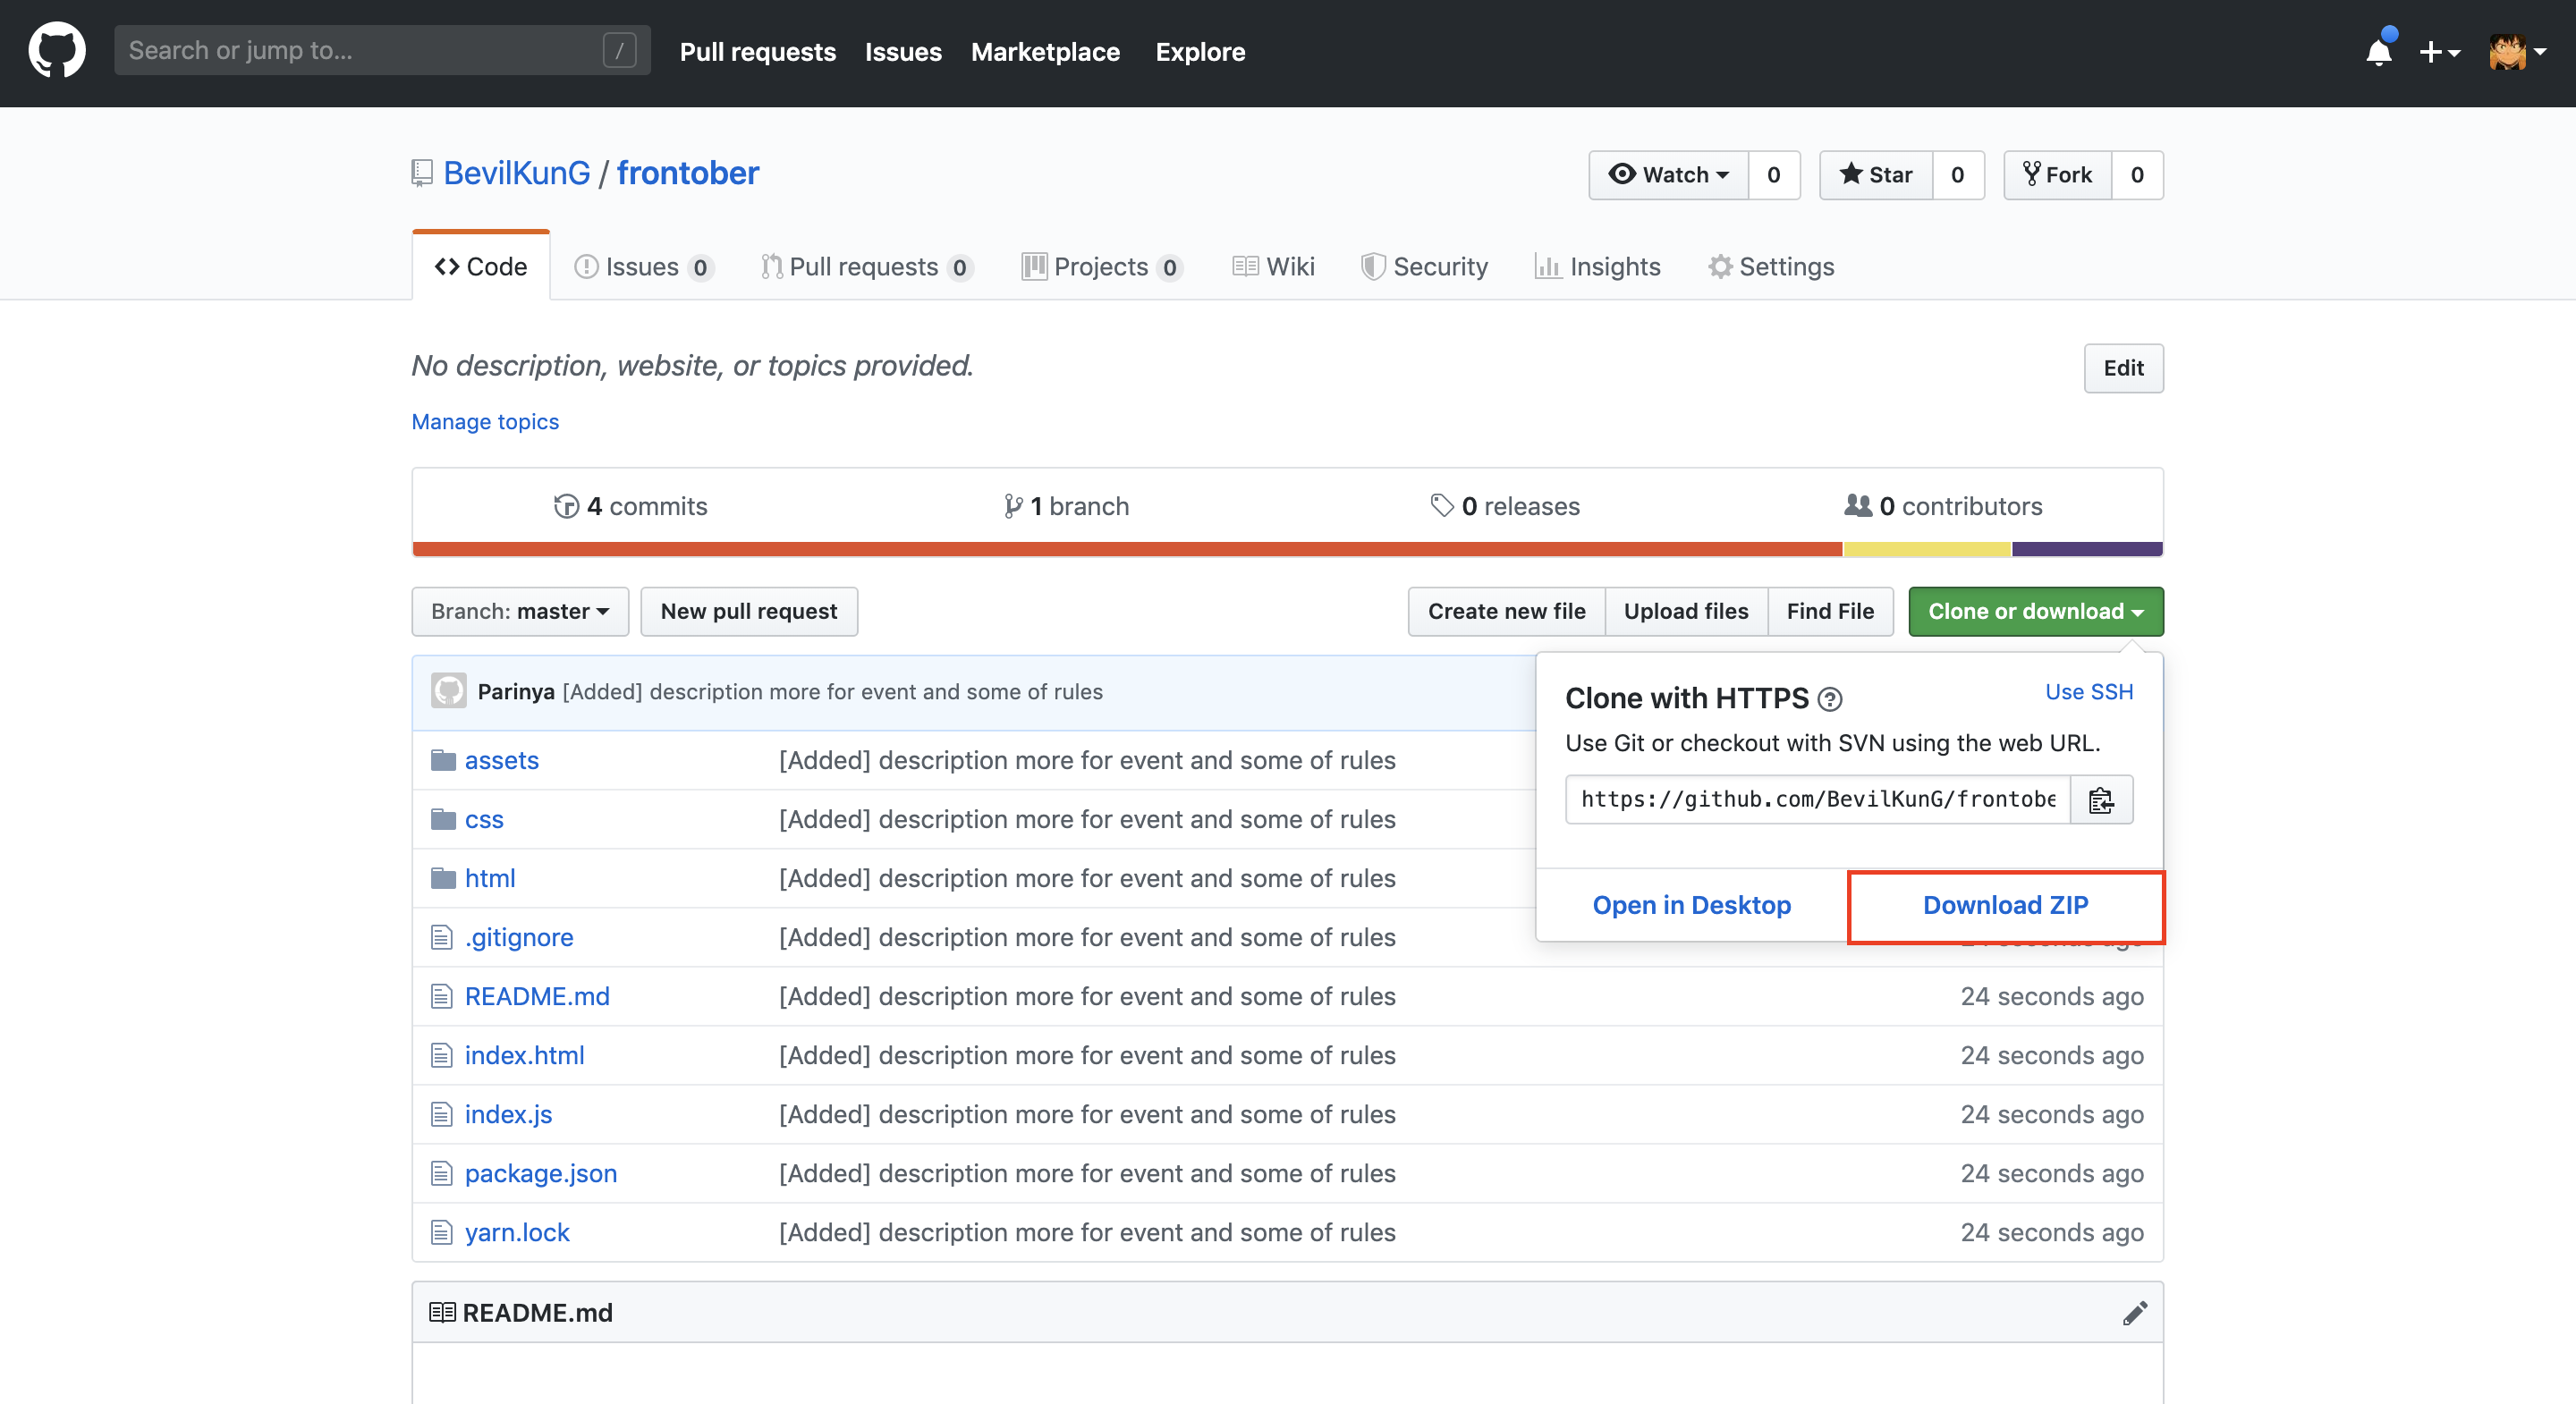 Search or jump to... /
Pull requests Issues Marketplace Explore
BevilKunG / frontober
Watch 0 Star 0 Fork 0
Code Issues 0 Pull requests 0 Projects 0 Wiki Security Insights Settings
No description, website, or topics provided. Edit
Manage topics
4 commits 1 branch 0 releases 0 contributors
Branch: master New pull request Create new file Upload files Find File Clone or download
Parinya [Added] description more for event and some of rules
Clone with HTTPS ? Use SSH
Use Git or checkout with SVN using the web URL.
https://github.com/BevilKunG/frontobe
Open in Desktop Download ZIP
assets [Added] description more for event and some of rules
css [Added] description more for event and some of rules
html [Added] description more for event and some of rules
.gitignore [Added] description more for event and some of rules 24 seconds ago
README.md [Added] description more for event and some of rules 24 seconds ago
index.html [Added] description more for event and some of rules 24 seconds ago
index.js [Added] description more for event and some of rules 24 seconds ago
package.json [Added] description more for event and some of rules 24 seconds ago
yarn.lock [Added] description more for event and some of rules 24 seconds ago
README.md